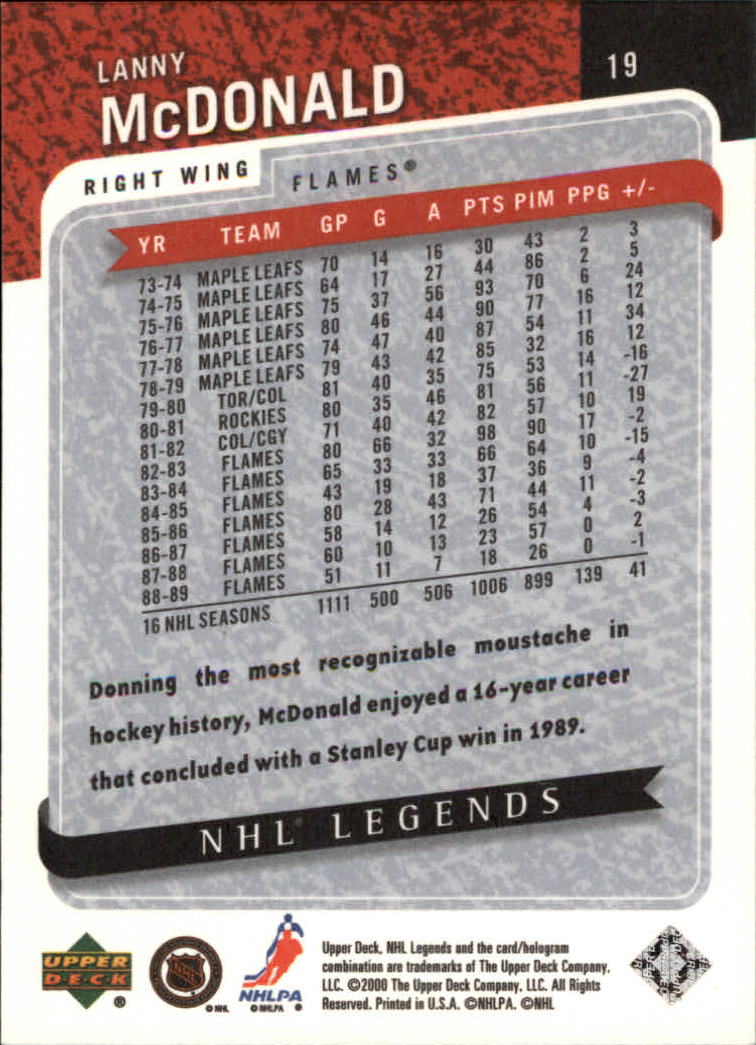 LANNY
McDONALD
19
RIGHT WING
FLAMES®
YR TEAM GP G A PTS PIM PPG +/-
73-74 MAPLE LEAFS 70 14 16 30 43 2 3
74-75 MAPLE LEAFS 64 17 27 44 86 2 5
75-76 MAPLE LEAFS 75 37 56 93 70 6 24
76-77 MAPLE LEAFS 80 46 44 90 77 16 12
77-78 MAPLE LEAFS 74 47 40 87 54 11 34
78-79 MAPLE LEAFS 79 43 42 85 32 16 12
79-80 TOR/COL 81 40 35 75 53 14 -16
80-81 ROCKIES 80 35 46 81 56 11 -27
81-82 COL/CGY 71 40 42 82 57 10 19
82-83 FLAMES 80 66 32 98 90 17 -2
83-84 FLAMES 65 33 33 66 64 10 -15
84-85 FLAMES 43 19 18 37 36 9 -4
85-86 FLAMES 80 28 43 71 44 11 -2
86-87 FLAMES 58 14 12 26 54 4 -3
87-88 FLAMES 60 10 13 23 57 0 2
88-89 FLAMES 51 11 7 18 26 0 -1
16 NHL SEASONS 1111 500 506 1006 899 139 41
Donning the most recognizable moustache in
hockey history, McDonald enjoyed a 16-year career
that concluded with a Stanley Cup win in 1989.
NHL LEGENDS
UPPER
DECK
®
NHL
©NHL
NHLPA
©NHLPA
Upper Deck, NHL Legends and the card/hologram
combination are trademarks of The Upper Deck Company,
LLC. ©2000 The Upper Deck Company, LLC. All Rights
Reserved. Printed in U.S.A. ©NHLPA. ©NHL